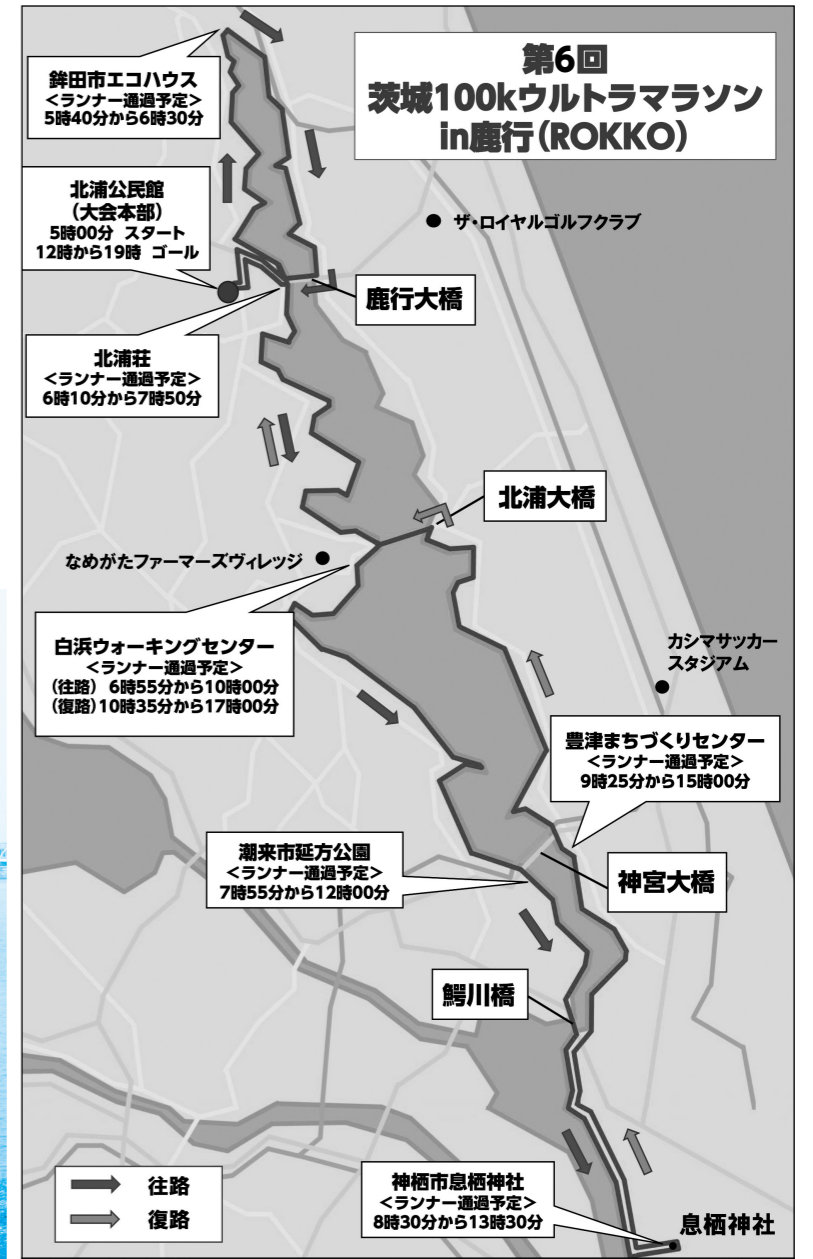 第6回
茨城100kウルトラマラソン
in鹿行(ROKKO)
鉾田市エコハウス
<ランナー通過予定>
5時40分から6時30分
北浦公民館
(大会本部)
5時00分 スタート
12時から19時 ゴール
ザ・ロイヤルゴルフクラブ
鹿行大橋
北浦荘
<ランナー通過予定>
6時10分から7時50分
北浦大橋
なめがたファーマーズヴィレッジ
白浜ウォーキングセンター
<ランナー通過予定>
(往路) 6時55分から10時00分
(復路)10時35分から17時00分
カシマサッカー
スタジアム
豊津まちづくりセンター
<ランナー通過予定>
9時25分から15時00分
潮来市延方公園
<ランナー通過予定>
7時55分から12時00分
神宮大橋
鰐川橋
神栖市息栖神社
<ランナー通過予定>
8時30分から13時30分
息栖神社
往路
復路